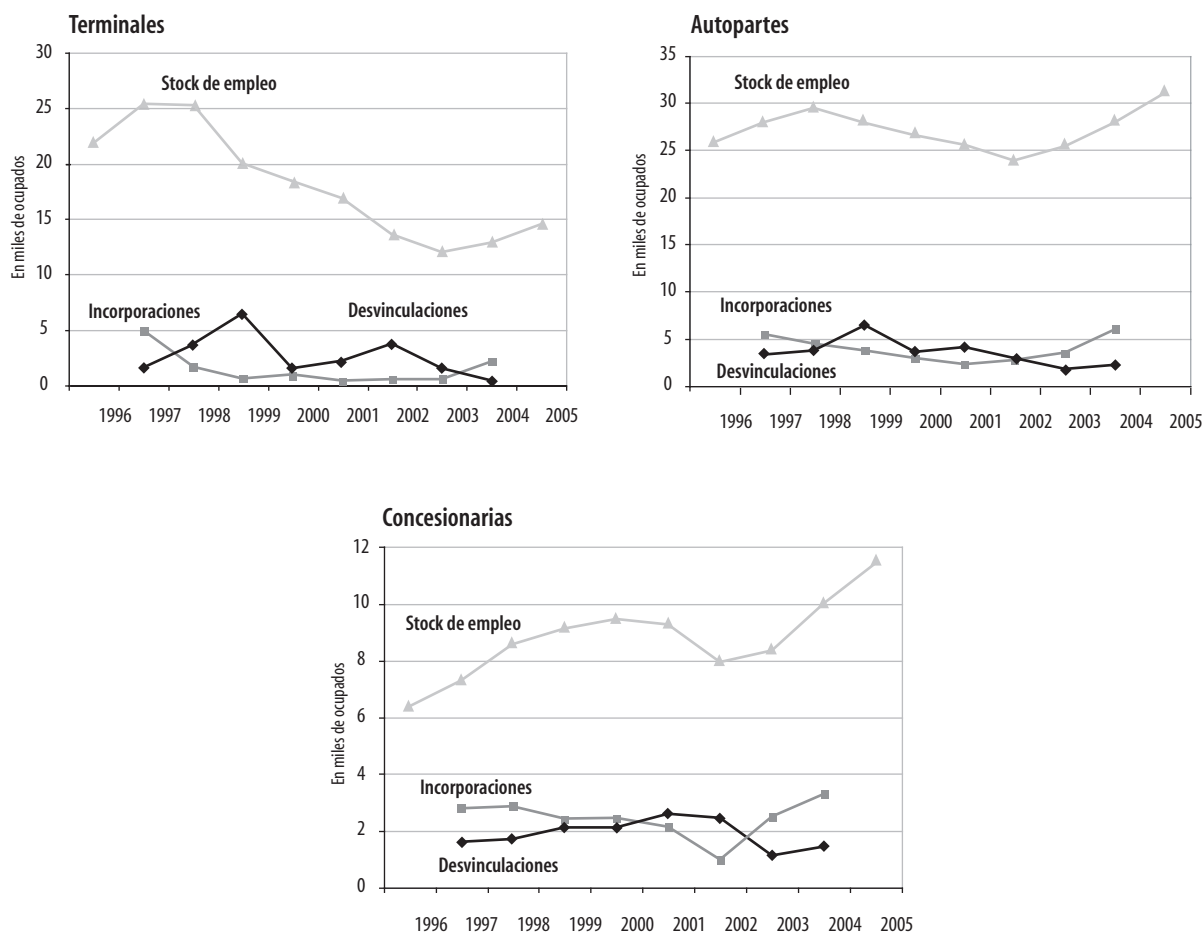 Terminales
30
25
20
15
10
5
0
En miles de ocupados
Stock de empleo
Incorporaciones
Desvinculaciones
1996 1997 1998 1999 2000 2001 2002 2003 2004 2005
Autopartes
35
30
25
20
15
10
5
0
En miles de ocupados
Stock de empleo
Incorporaciones
Desvinculaciones
1996 1997 1998 1999 2000 2001 2002 2003 2004 2005
Concesionarias
12
10
8
6
4
2
0
En miles de ocupados
Stock de empleo
Incorporaciones
Desvinculaciones
1996 1997 1998 1999 2000 2001 2002 2003 2004 2005